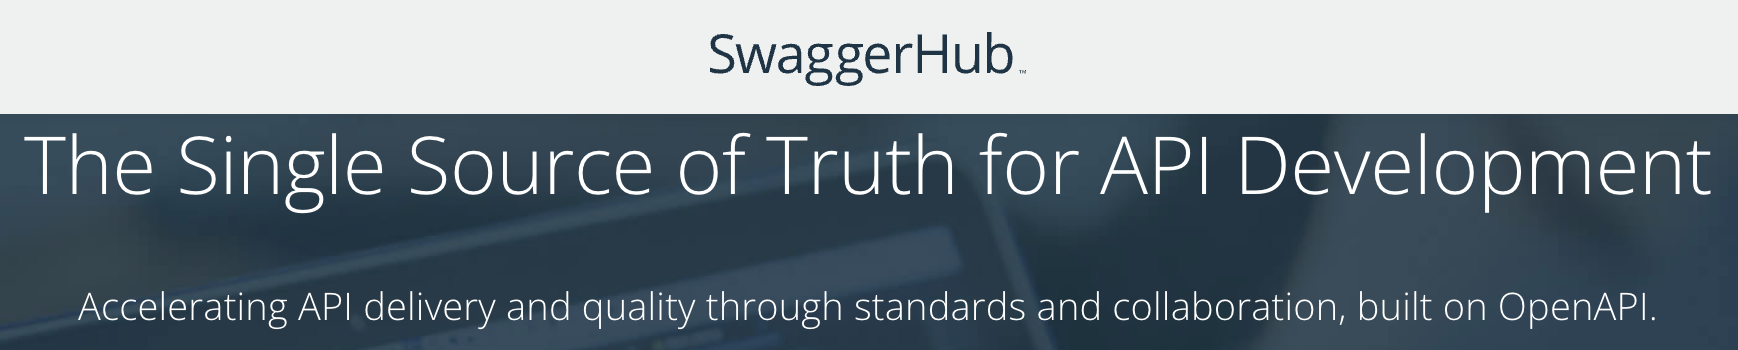 SwaggerHub™
The Single Source of Truth for API Development
Accelerating API delivery and quality through standards and collaboration, built on OpenAPI.